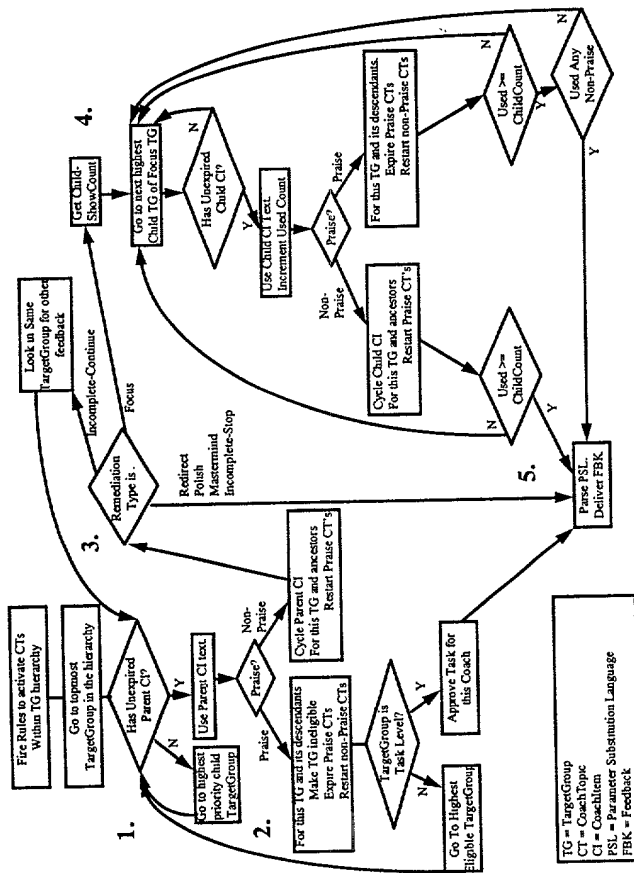 1.
Fire Rules to activate CTs
Within TG hierarchy
Go to topmost
TargetGroup in the hierarchy
Has Unexpired
Parent CI?
N
Y
Go to highest
priority child
TargetGroup
Use Parent CI text.
2.
Praise?
Praise
Non-
Praise
For this TG and its descendants
Make TG ineligible
Expire Praise CTs
Restart non-Praise CTs
Cycle Parent CI
For this TG and ancestors
Restart Praise CT's
TargetGroup is
Task Level?
N
Y
Go To Highest
Eligible TargetGroup
Approve Task for
this Coach
3.
Remediation
Type is .
Incomplete-Continue
Focus
Look in Same
TargetGroup for other
feedback
Redirect
Polish
Mastermind
Incomplete-Stop
4.
Get Child-
ShowCount
Go to next highest
Child TG of Focus TG
Has Unexpired
Child CI?
N
Y
Use Child CI Text.
Increment Used Count
Praise?
Non-
Praise
Praise
Cycle Child CI
For this TG and ancestors
Restart Praise CT's
For this TG and its descendants.
Expire Praise CTs
Restart non-Praise CTs
Used >=
ChildCount
N
Y
Used >=
ChildCount
N
Y
Used Any
Non-Praise
N
Y
5.
Parse PSL.
Deliver FBK.
TG = TargetGroup
CT = CoachTopic
CI = CoachItem
PSL = Parameter Substitution Language
FBK = Feedback